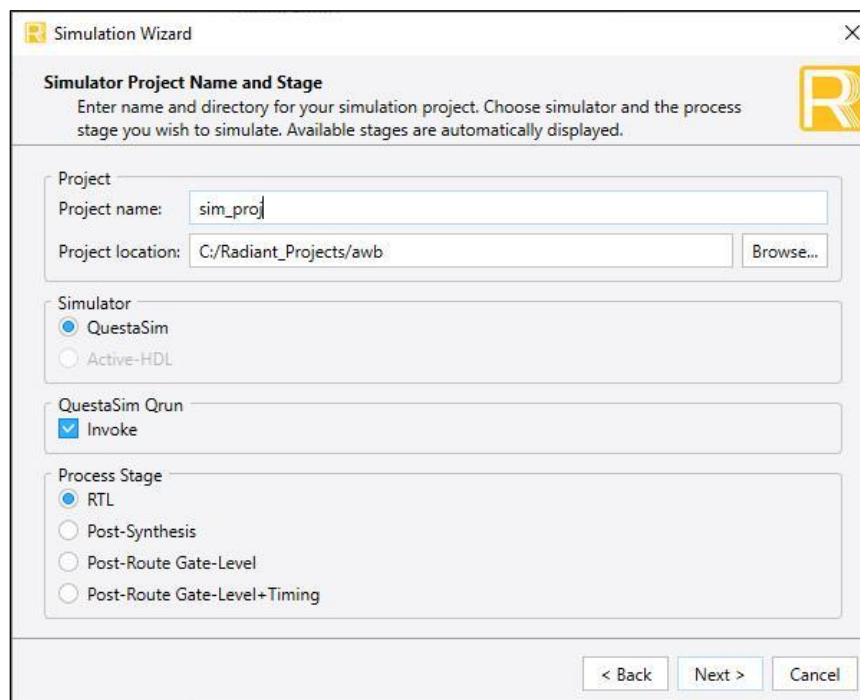 Simulation Wizard
Simulator Project Name and Stage
Enter name and directory for your simulation project. Choose simulator and the process
stage you wish to simulate. Available stages are automatically displayed.
Project
Project name: sim_proj
Project location: C:/Radiant_Projects/awb Browse...
Simulator
QuestaSim
Active-HDL
QuestaSim Qrun
Invoke
Process Stage
RTL
Post-Synthesis
Post-Route Gate-Level
Post-Route Gate-Level+Timing
< Back Next > Cancel